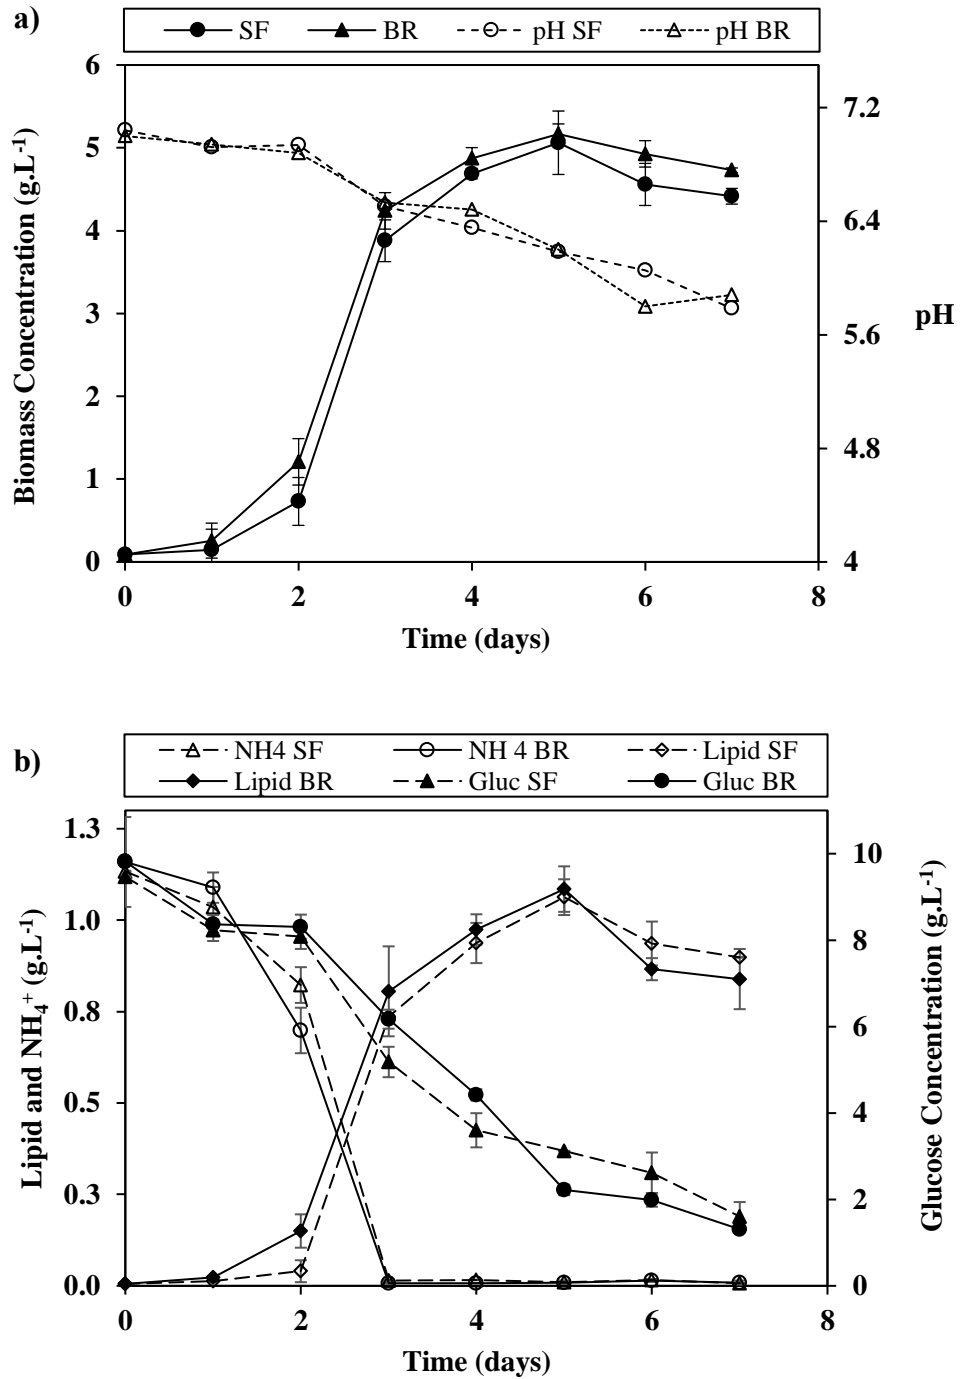 a)
SF BR pH SF pH BR
6
5
4
3
2
1
0
Biomass Concentration (g.L-1)
7.2
6.4
5.6
4.8
4
pH
0 2 4 6 8
Time (days)
b)
NH4 SF NH 4 BR Lipid SF
Lipid BR Gluc SF Gluc BR
1.3
1.0
0.8
0.5
0.3
0.0
Lipid and NH4+ (g.L-1)
10
8
6
4
2
0
Glucose Concentration (g.L-1)
0 2 4 6 8
Time (days)